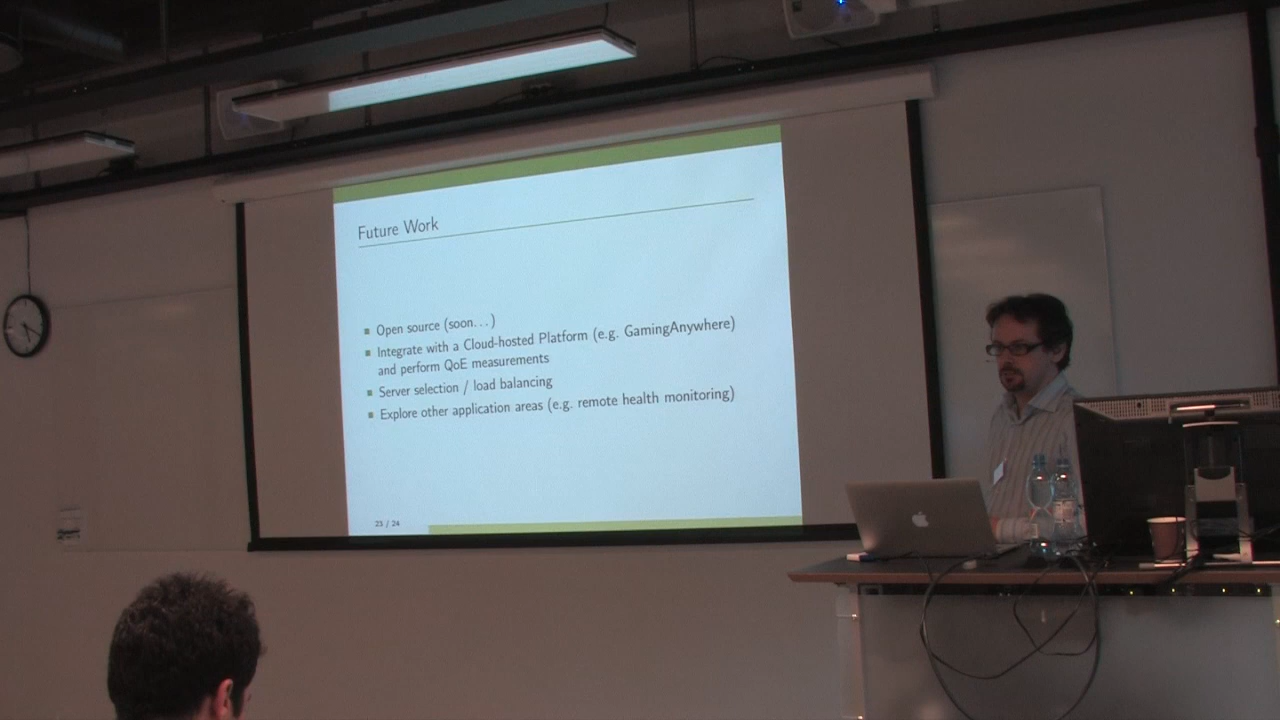 Future Work
Open source (soon...)
Integrate with a Cloud-hosted Platform (e.g. GamingAnywhere)
and perform QoE measurements
Server selection / load balancing
Explore other application areas (e.g. remote health monitoring)
23 / 24